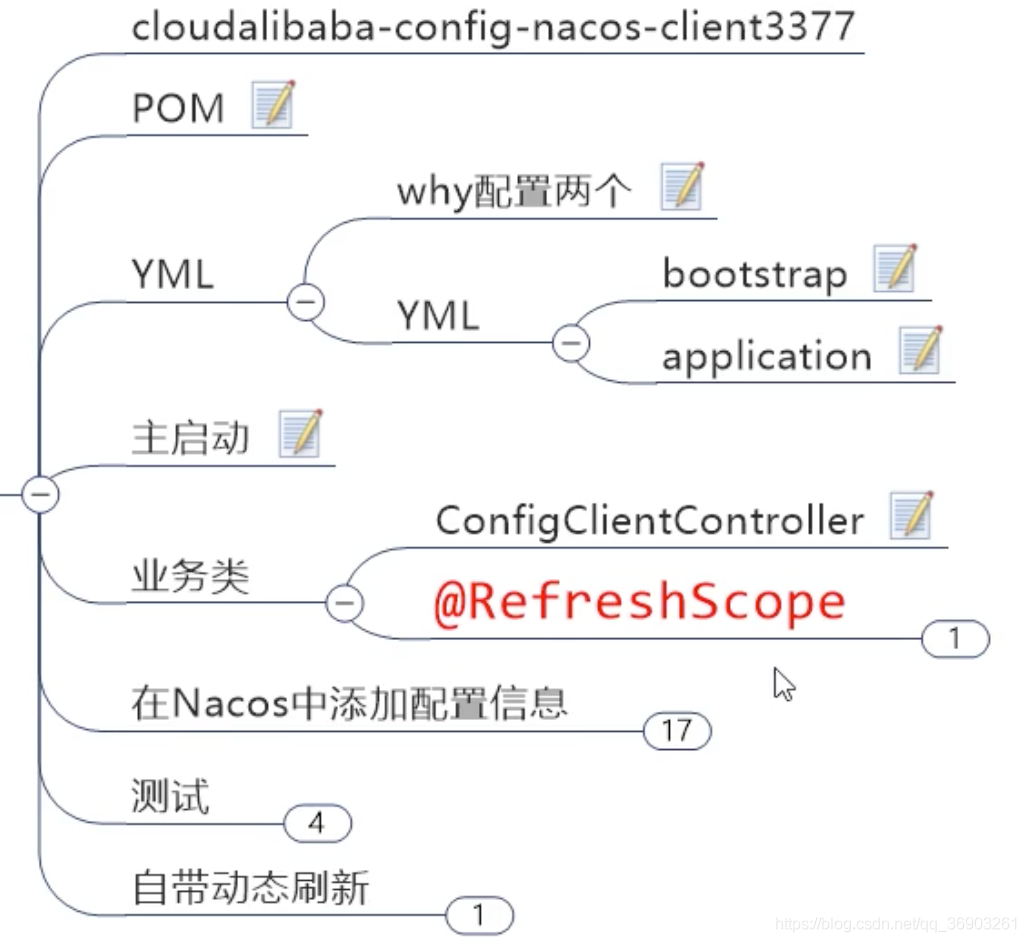 cloudalibaba-config-nacos-client3377
POM
why配置两个
YML
YML
bootstrap
application
主启动
ConfigClientController
业务类
@RefreshScope
1
在Nacos中添加配置信息
17
测试
4
自带动态刷新
1
https://blog.csdn.net/qq_36903261